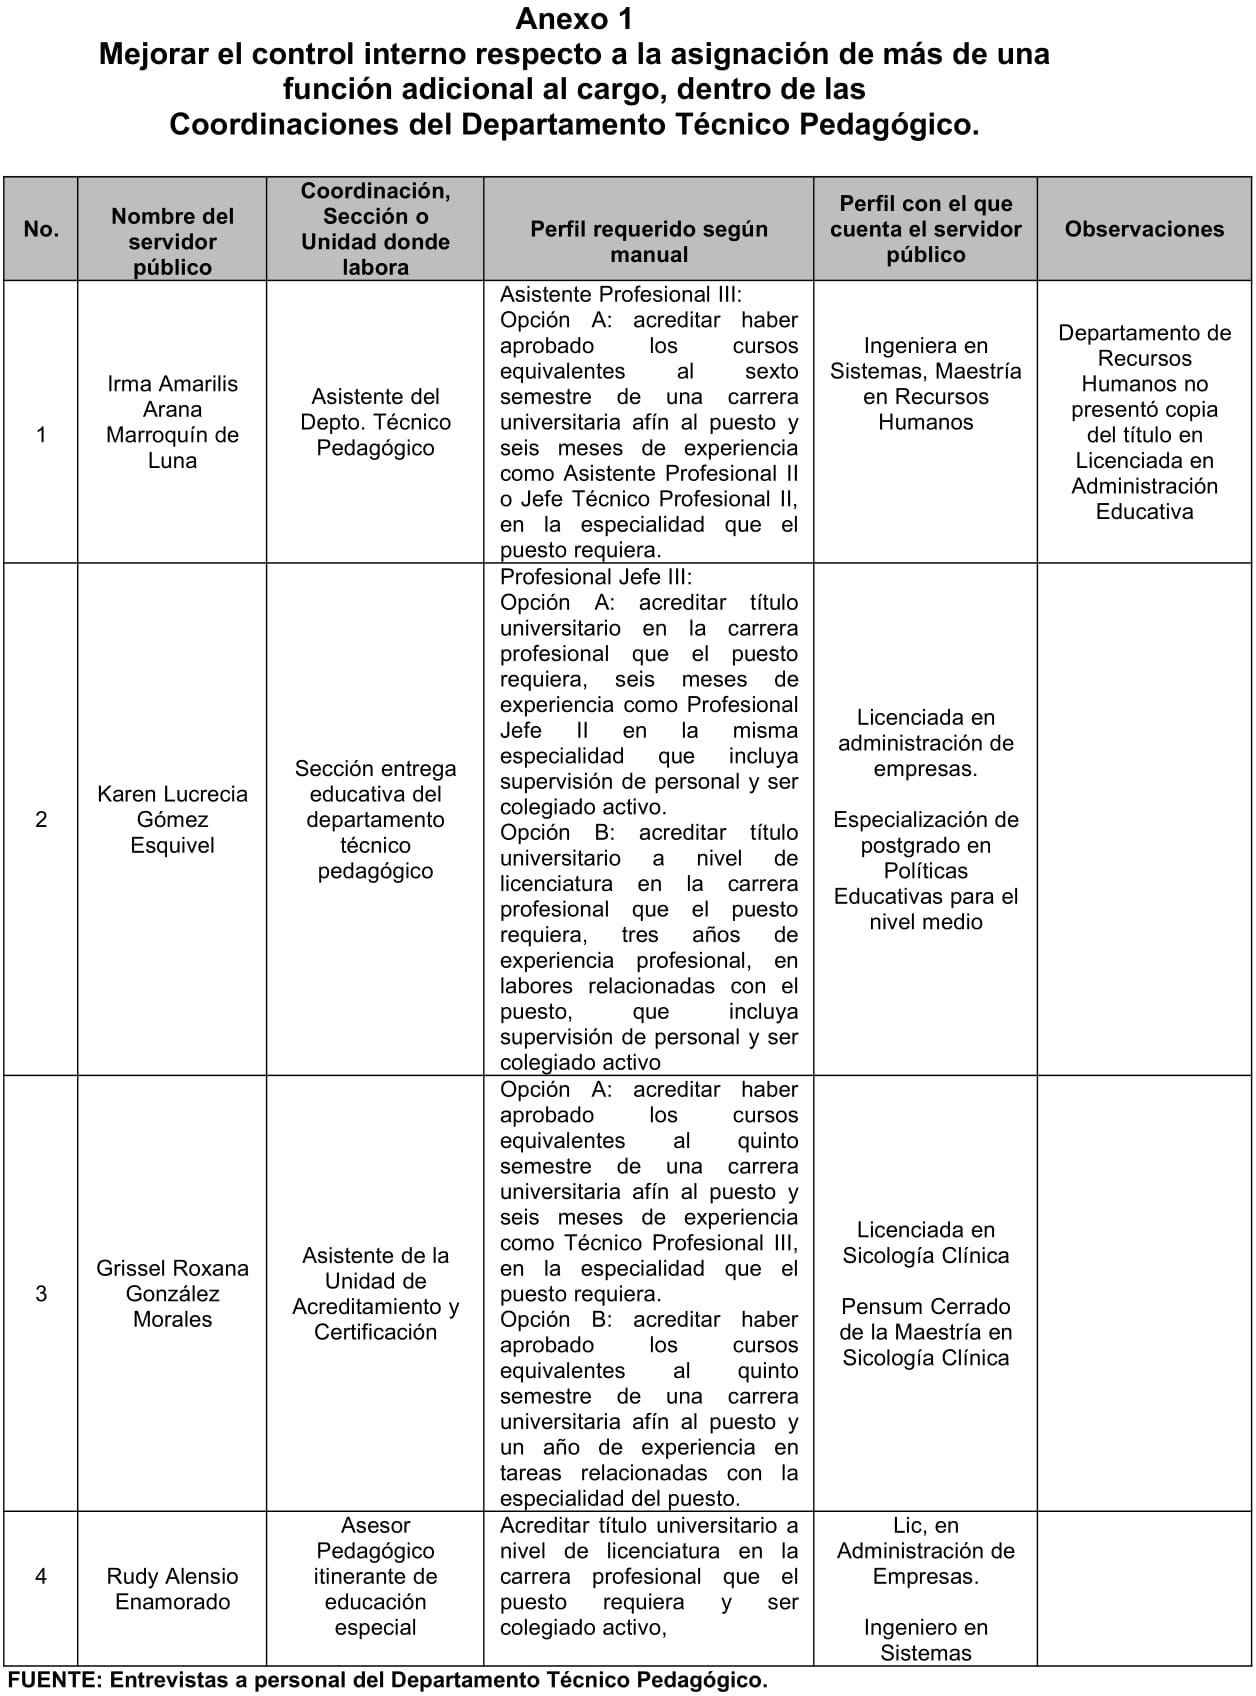 Anexo 1
Mejorar el control interno respecto a la asignación de más de una
función adicional al cargo, dentro de las
Coordinaciones del Departamento Técnico Pedagógico.
No.
Nombre del
servidor
público
Coordinación,
Sección o
Unidad donde
labora
Perfil requerido según
manual
Perfil con el que
cuenta el servidor
público
Observaciones
1
Irma Amarilis
Arana
Marroquín de
Luna
Asistente del
Depto. Técnico
Pedagógico
Asistente Profesional III:
Opción A: acreditar haber
aprobado los cursos
equivalentes al sexto
semestre de una carrera
universitaria afín al puesto y
seis meses de experiencia
como Asistente Profesional II
o Jefe Técnico Profesional II,
en la especialidad que el
puesto requiera.
Ingeniera en
Sistemas, Maestría
en Recursos
Humanos
Departamento de
Recursos
Humanos no
presentó copia
del título en
Licenciada en
Administración
Educativa
2
Karen Lucrecia
Gómez
Esquivel
Sección entrega
educativa del
departamento
técnico
pedagógico
Profesional Jefe III:
Opción A: acreditar título
universitario en la carrera
profesional que el puesto
requiera, seis meses de
experiencia como Profesional
Jefe II en la misma
especialidad que incluya
supervisión de personal y ser
colegiado activo.
Opción B: acreditar título
universitario a nivel de
licenciatura en la carrera
profesional que el puesto
requiera, tres años de
experiencia profesional, en
labores relacionadas con el
puesto, que incluya
supervisión de personal y ser
colegiado activo
Licenciada en
administración de
empresas.
Especialización de
postgrado en
Políticas
Educativas para el
nivel medio
3
Grissel Roxana
González
Morales
Asistente de la
Unidad de
Acreditamiento y
Certificación
Opción A: acreditar haber
aprobado los cursos
equivalentes al quinto
semestre de una carrera
universitaria afín al puesto y
seis meses de experiencia
como Técnico Profesional III,
en la especialidad que el
puesto requiera.
Opción B: acreditar haber
aprobado los cursos
equivalentes al quinto
semestre de una carrera
universitaria afín al puesto y
un año de experiencia en
tareas relacionadas con la
especialidad del puesto.
Licenciada en
Sicología Clínica
Pensum Cerrado
de la Maestría en
Sicología Clínica
4
Rudy Alensio
Enamorado
Asesor
Pedagógico
itinerante de
educación
especial
Acreditar título universitario a
nivel de licenciatura en la
carrera profesional que el
puesto requiera y ser
colegiado activo,
Lic, en
Administración de
Empresas.
Ingeniero en
Sistemas
FUENTE: Entrevistas a personal del Departamento Técnico Pedagógico.